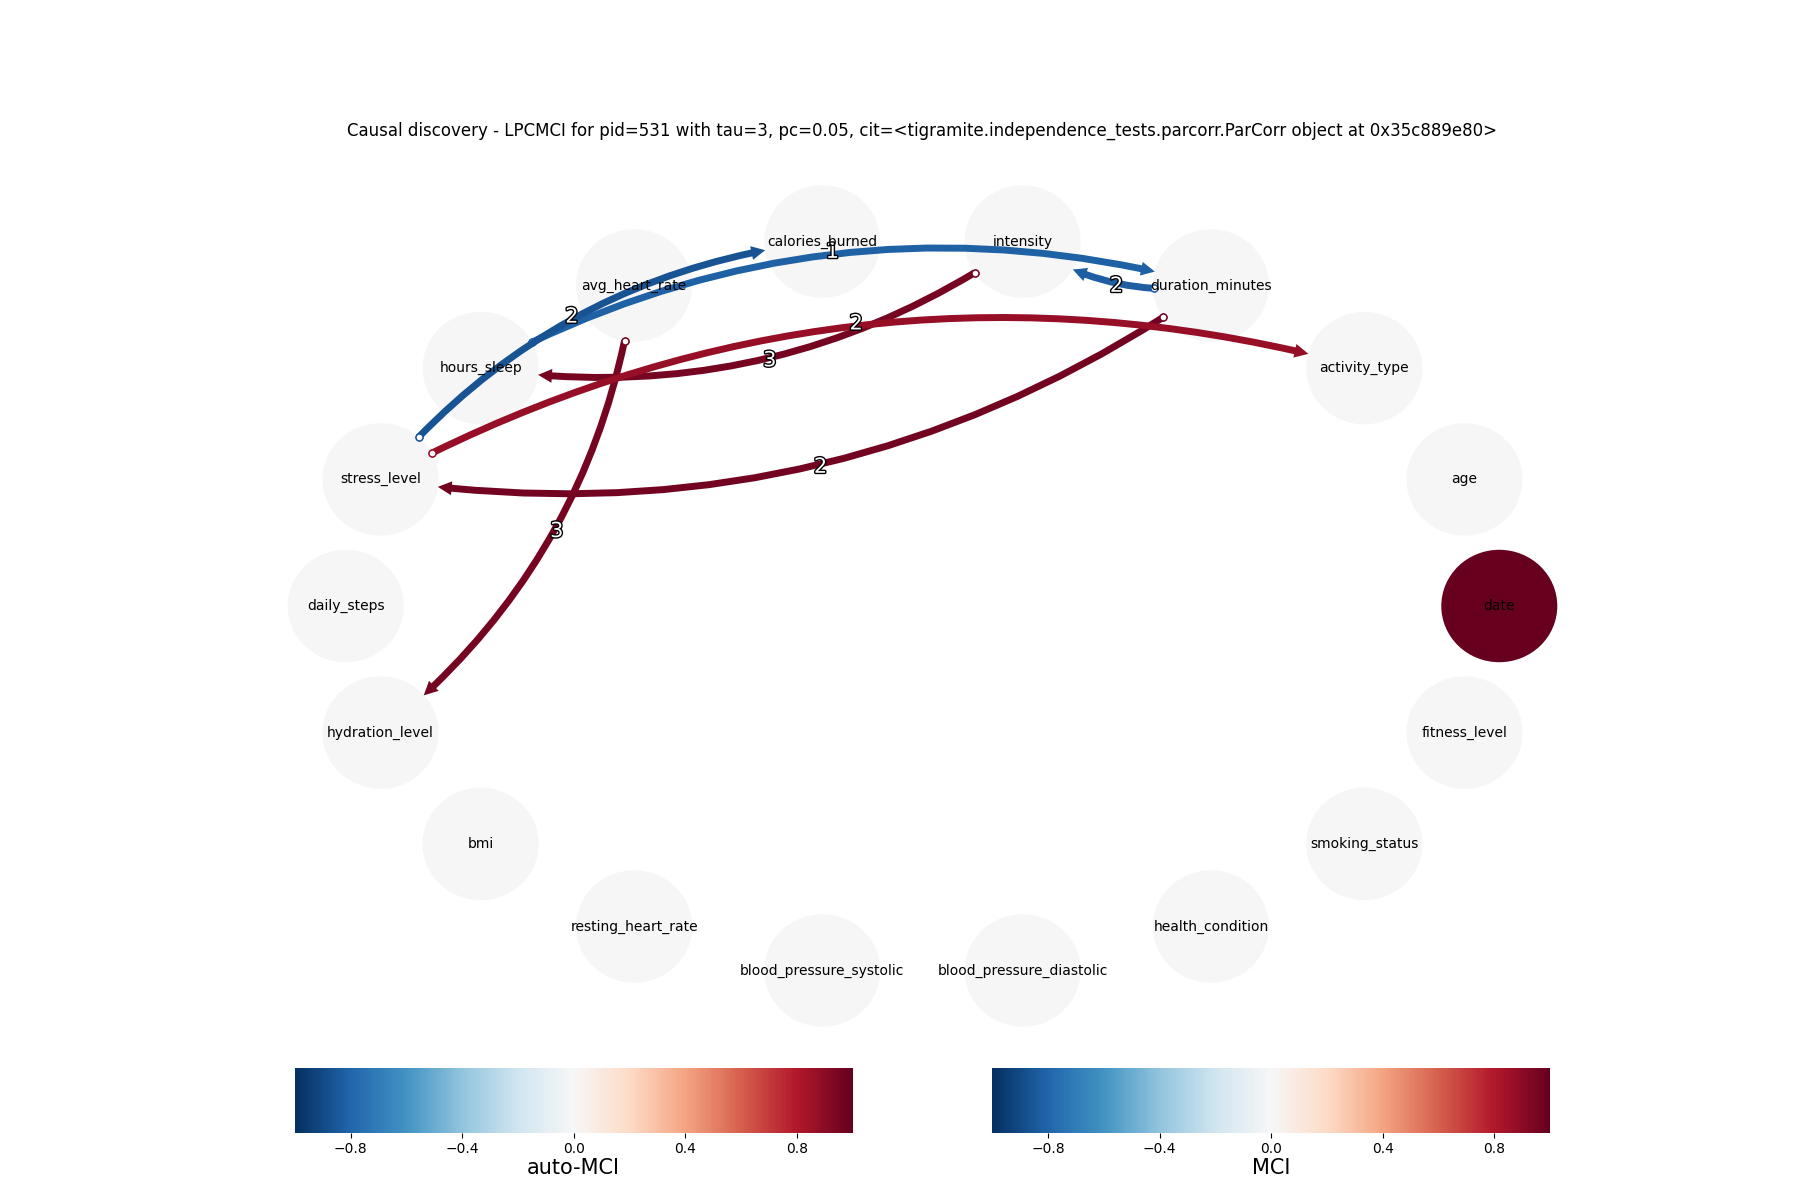 Causal discovery - LPCMCI for pid=531 with tau=3, pc=0.05, cit=<tigramite.independence_tests.parcorr.ParCorr object at 0x35c889e80>
calories_burned
intensity
1
avg_heart_rate
duration_minutes
2
2
2
3
hours_sleep
activity_type
2
stress_level
age
3
daily_steps
date
hydration_level
fitness_level
bmi
smoking_status
resting_heart_rate
health_condition
blood_pressure_systolic
blood_pressure_diastolic
−0.8 −0.4 0.0 0.4 0.8
auto-MCI
−0.8 −0.4 0.0 0.4 0.8
MCI